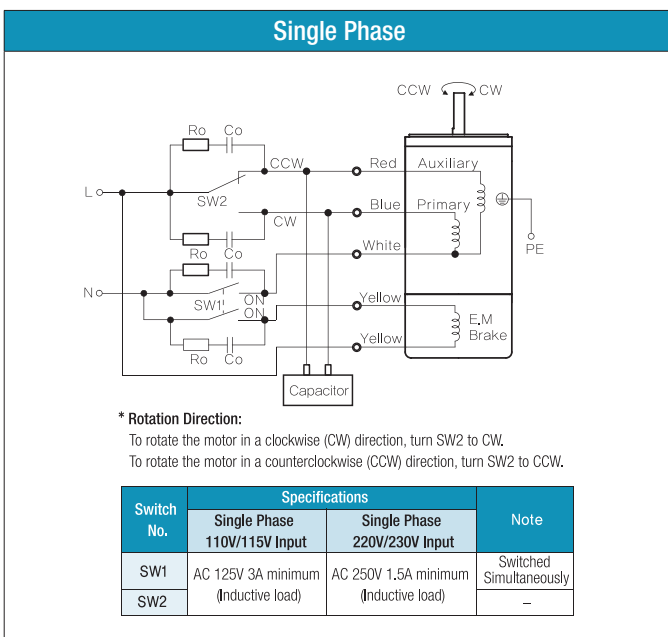 Single Phase
CCW CW
Ro Co
CCW Red Auxiliary
L
SW2
Blue Primary
CW
Ro Co
White
PE
Ro Co
N
SW1 ON
ON
Yellow
E.M
Brake
Yellow
Ro Co
Capacitor
* Rotation Direction:
To rotate the motor in a clockwise (CW) direction, turn SW2 to CW.
To rotate the motor in a counterclockwise (CCW) direction, turn SW2 to CCW.
Switch No.
Specifications
Note
Single Phase 110V/115V Input
Single Phase 220V/230V Input
SW1
AC 125V 3A minimum
(Inductive load)
AC 250V 1.5A minimum
(Inductive load)
Switched
Simultaneously
SW2
–